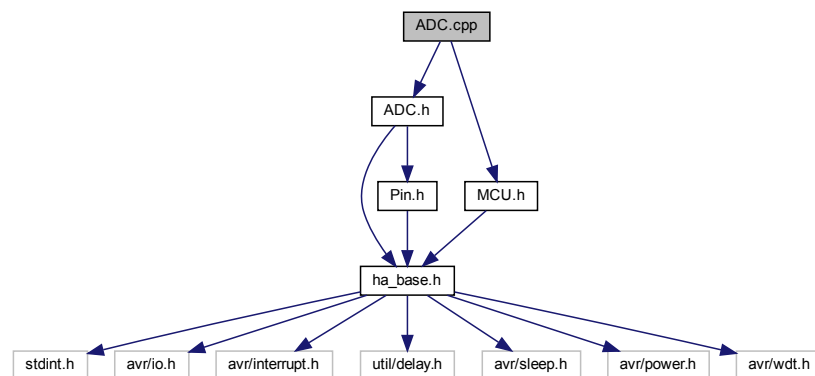 ADC.cpp
ADC.h
Pin.h
MCU.h
ha_base.h
stdint.h
avr/io.h
avr/interrupt.h
util/delay.h
avr/sleep.h
avr/power.h
avr/wdt.h